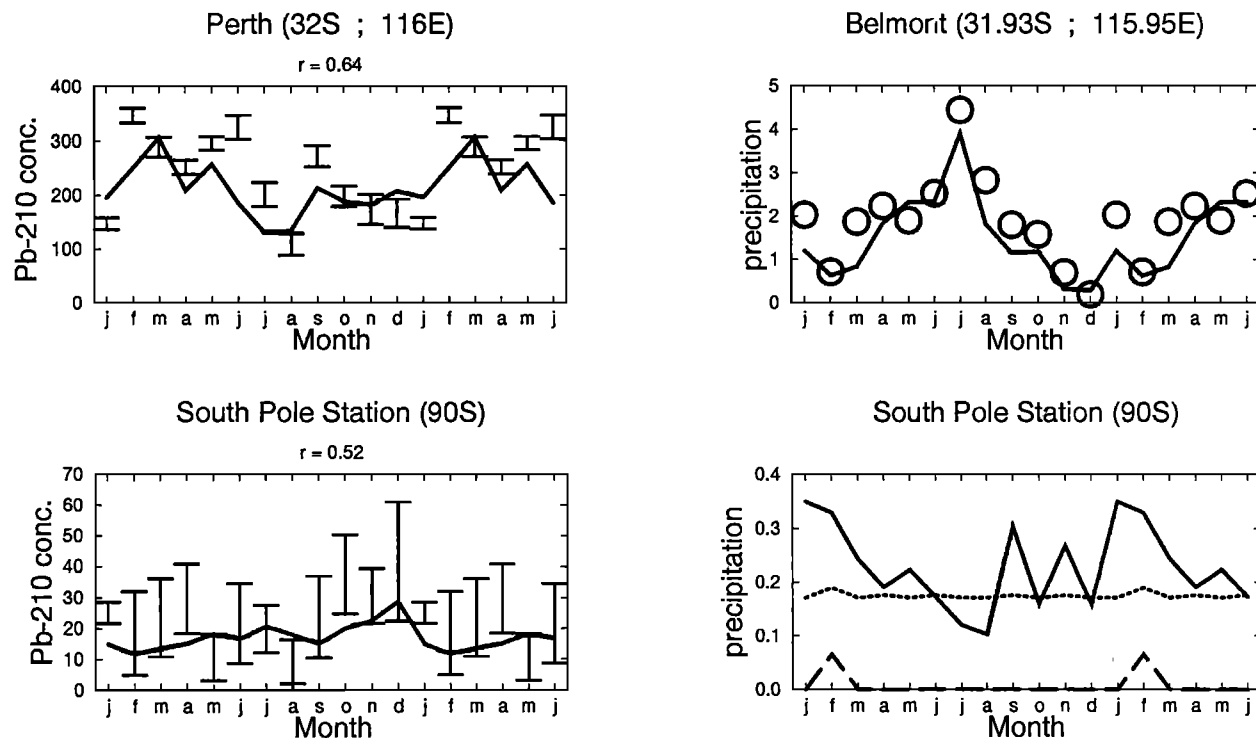 Perth (32S ; 116E)
r = 0.64
Pb-210 conc.
400
300
200
100
0
j f m a m j j a s o n d j f m a m j
Month
Belmont (31.93S ; 115.95E)
precipitation
5
4
3
2
1
0
j f m a m j j a s o n d j f m a m j
Month
South Pole Station (90S)
r = 0.52
Pb-210 conc.
70
60
50
40
30
20
10
0
j f m a m j j a s o n d j f m a m j
Month
South Pole Station (90S)
precipitation
0.4
0.3
0.2
0.1
0.0
j f m a m j j a s o n d j f m a m j
Month